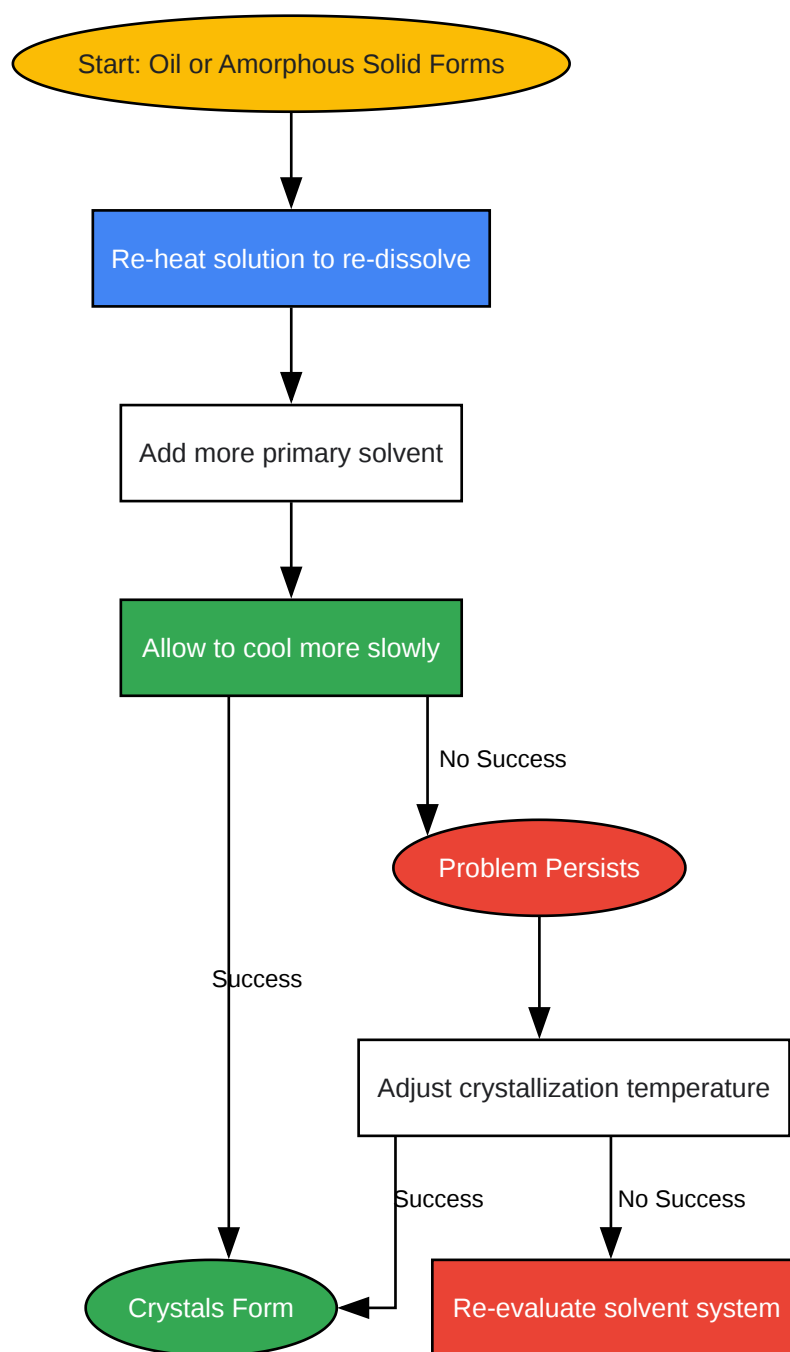 Start: Oil or Amorphous Solid Forms
Re-heat solution to re-dissolve
Add more primary solvent
Allow to cool more slowly
No Success
Problem Persists
Success
Adjust crystallization temperature
Success
No Success
Crystals Form
Re-evaluate solvent system